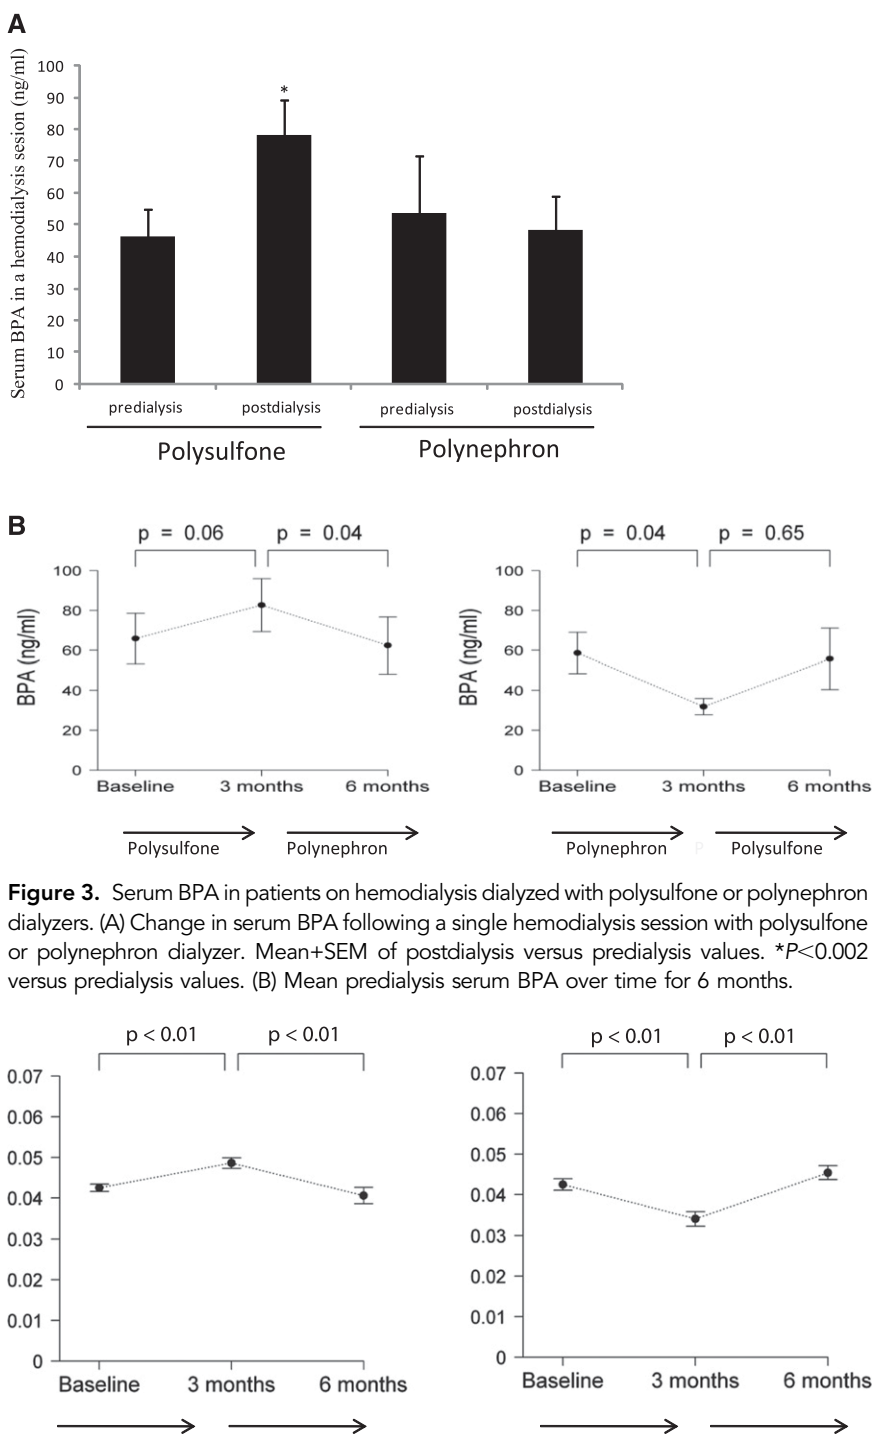 A
Serum BPA in a hemodialysis sesion (ng/ml)
100
90
80
70
60
50
40
30
20
10
0
*
predialysis postdialysis predialysis postdialysis
Polysulfone Polynephron
B
p = 0.06 p = 0.04
BPA (ng/ml)
100
80
60
40
20
0
Baseline 3 months 6 months
Polysulfone Polynephron
p = 0.04 p = 0.65
BPA (ng/ml)
100
80
60
40
20
0
Baseline 3 months 6 months
Polynephron P Polysulfone
Figure 3. Serum BPA in patients on hemodialysis dialyzed with polysulfone or polynephron
dialyzers. (A) Change in serum BPA following a single hemodialysis session with polysulfone
or polynephron dialyzer. Mean+SEM of postdialysis versus predialysis values. *P<0.002
versus predialysis values. (B) Mean predialysis serum BPA over time for 6 months.
p < 0.01 p < 0.01
0.07
0.06
0.05
0.04
0.03
0.02
0.01
0
Baseline 3 months 6 months
p < 0.01 p < 0.01
0.07
0.06
0.05
0.04
0.03
0.02
0.01
0
Baseline 3 months 6 months